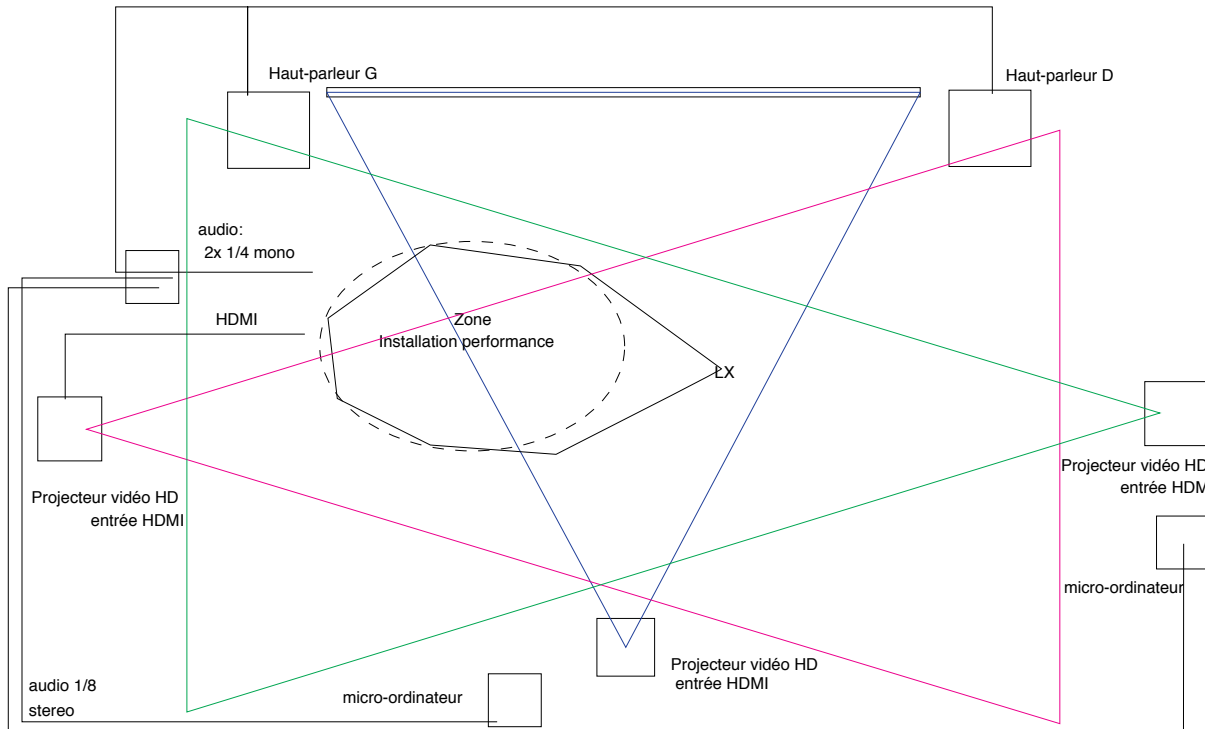 Haut-parleur G
Haut-parleur D
audio:
2x 1/4 mono
HDMI
Zone
Installation performance
LX
Projecteur vidéo HD
entrée HDMI
Projecteur vidéo HD
entrée HDM
micro-ordinateur
Projecteur vidéo HD
entrée HDMI
micro-ordinateur
audio 1/8
stereo